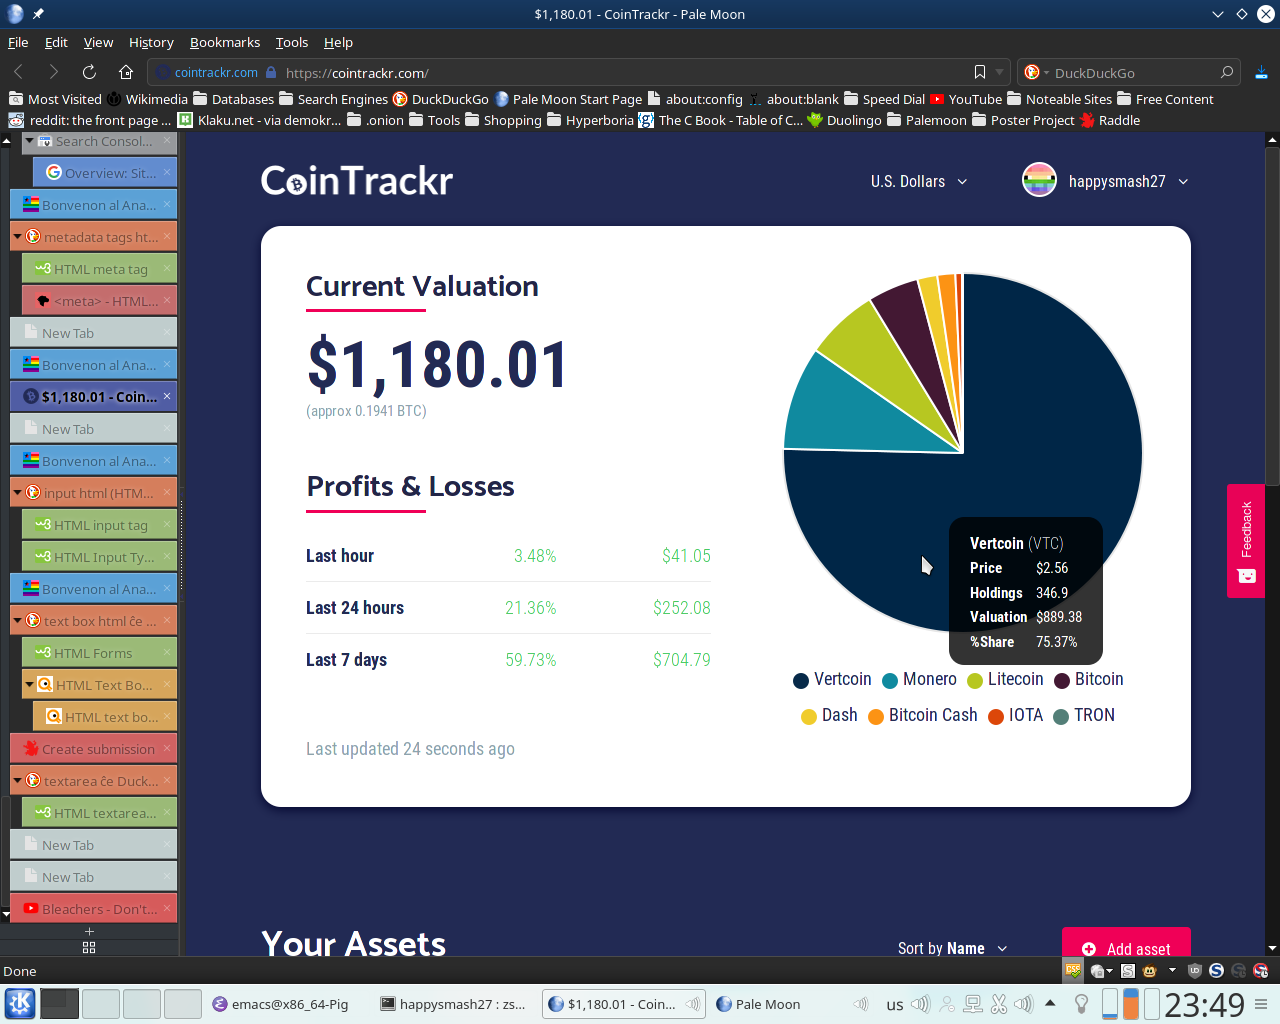 $1,180.01 - CoinTrackr - Pale Moon
File Edit View History Bookmarks Tools Help
cointrackr.com https://cointrackr.com/ DuckDuckGo
Most Visited Wikimedia Databases Search Engines DuckDuckGo Pale Moon Start Page about:config about:blank Speed Dial YouTube Noteable Sites Free Content
reddit: the front page ... Klaku.net - via demokr... .onion Tools Shopping Hyperboria The C Book - Table of C... Duolingo Palemoon Poster Project Raddle
Search Consol...
Overview: Sit...
Bonvenon al Ana...
metadata tags ht...
HTML meta tag
<meta> - HTML...
New Tab
Bonvenon al Ana...
$1,180.01 - Coin...
New Tab
Bonvenon al Ana...
input html (HTM...
HTML input tag
HTML Input Ty...
Bonvenon al Ana...
text box html ĉe ...
HTML Forms
HTML Text Bo...
HTML text bo...
Create submission
textarea ĉe Duck...
HTML textarea...
New Tab
New Tab
Bleachers - Don't...
CoinTrackr
U.S. Dollars
happysmash27
Current Valuation
$1,180.01
(approx 0.1941 BTC)
Profits & Losses
Last hour 3.48% $41.05
Last 24 hours 21.36% $252.08
Last 7 days 59.73% $704.79
Last updated 24 seconds ago
Vertcoin (VTC)
Price $2.56
Holdings 346.9
Valuation $889.38
%Share 75.37%
Vertcoin Monero Litecoin Bitcoin
Dash Bitcoin Cash IOTA TRON
Feedback
Your Assets
Sort by Name
Add asset
Done
emacs@x86_64-Pig happysmash27 : zs... $1,180.01 - Coin... Pale Moon us 23:49